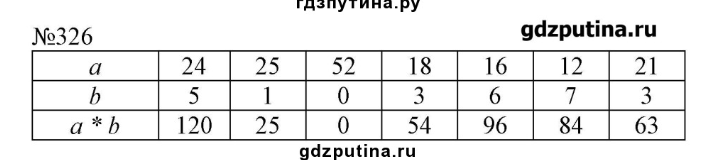 гдзпутина.ру
gdzputina.ru
№326
a 24 25 52 18 16 12 21
b 5 1 0 3 6 7 3
a * b 120 25 0 54 96 84 63
gdzputina.ru